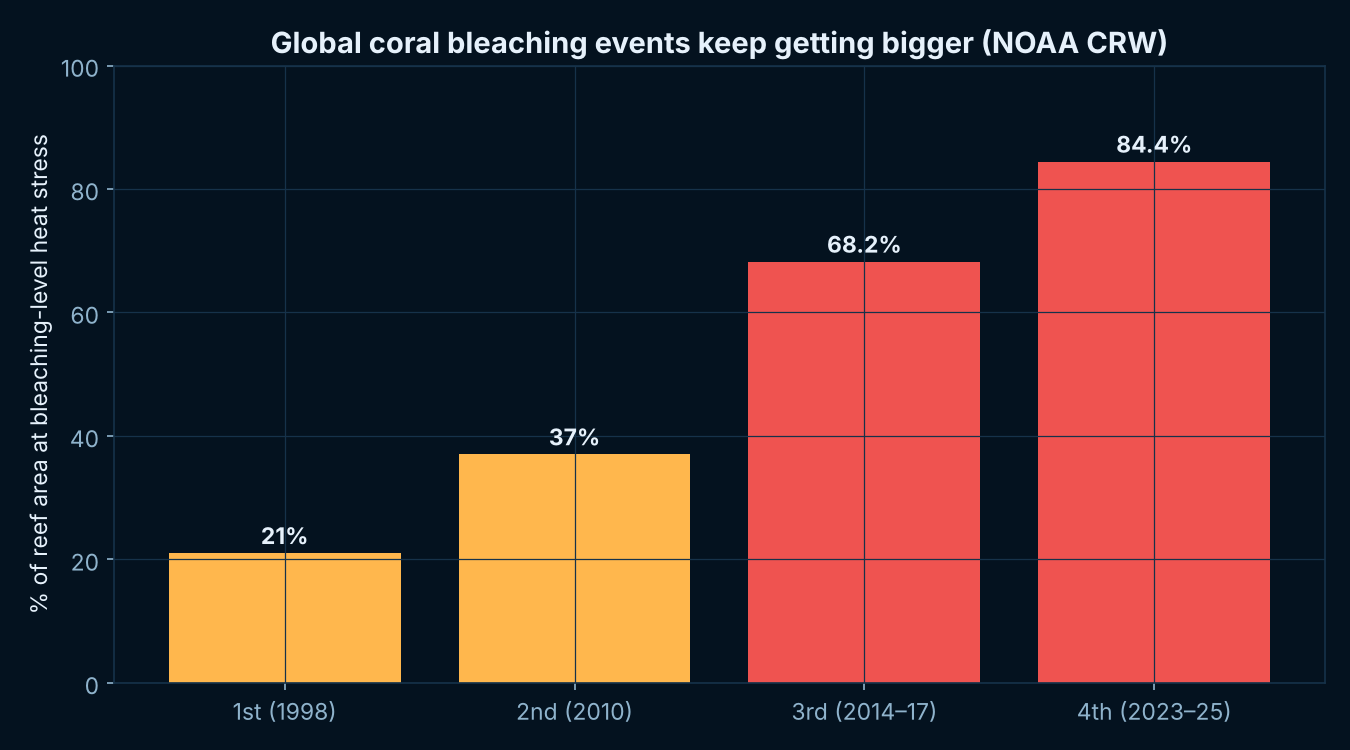 Global coral bleaching events keep getting bigger (NOAA CRW)
% of reef area at bleaching-level heat stress
100
80
60
40
20
0
21%
37%
68.2%
84.4%
1st (1998)
2nd (2010)
3rd (2014–17)
4th (2023–25)